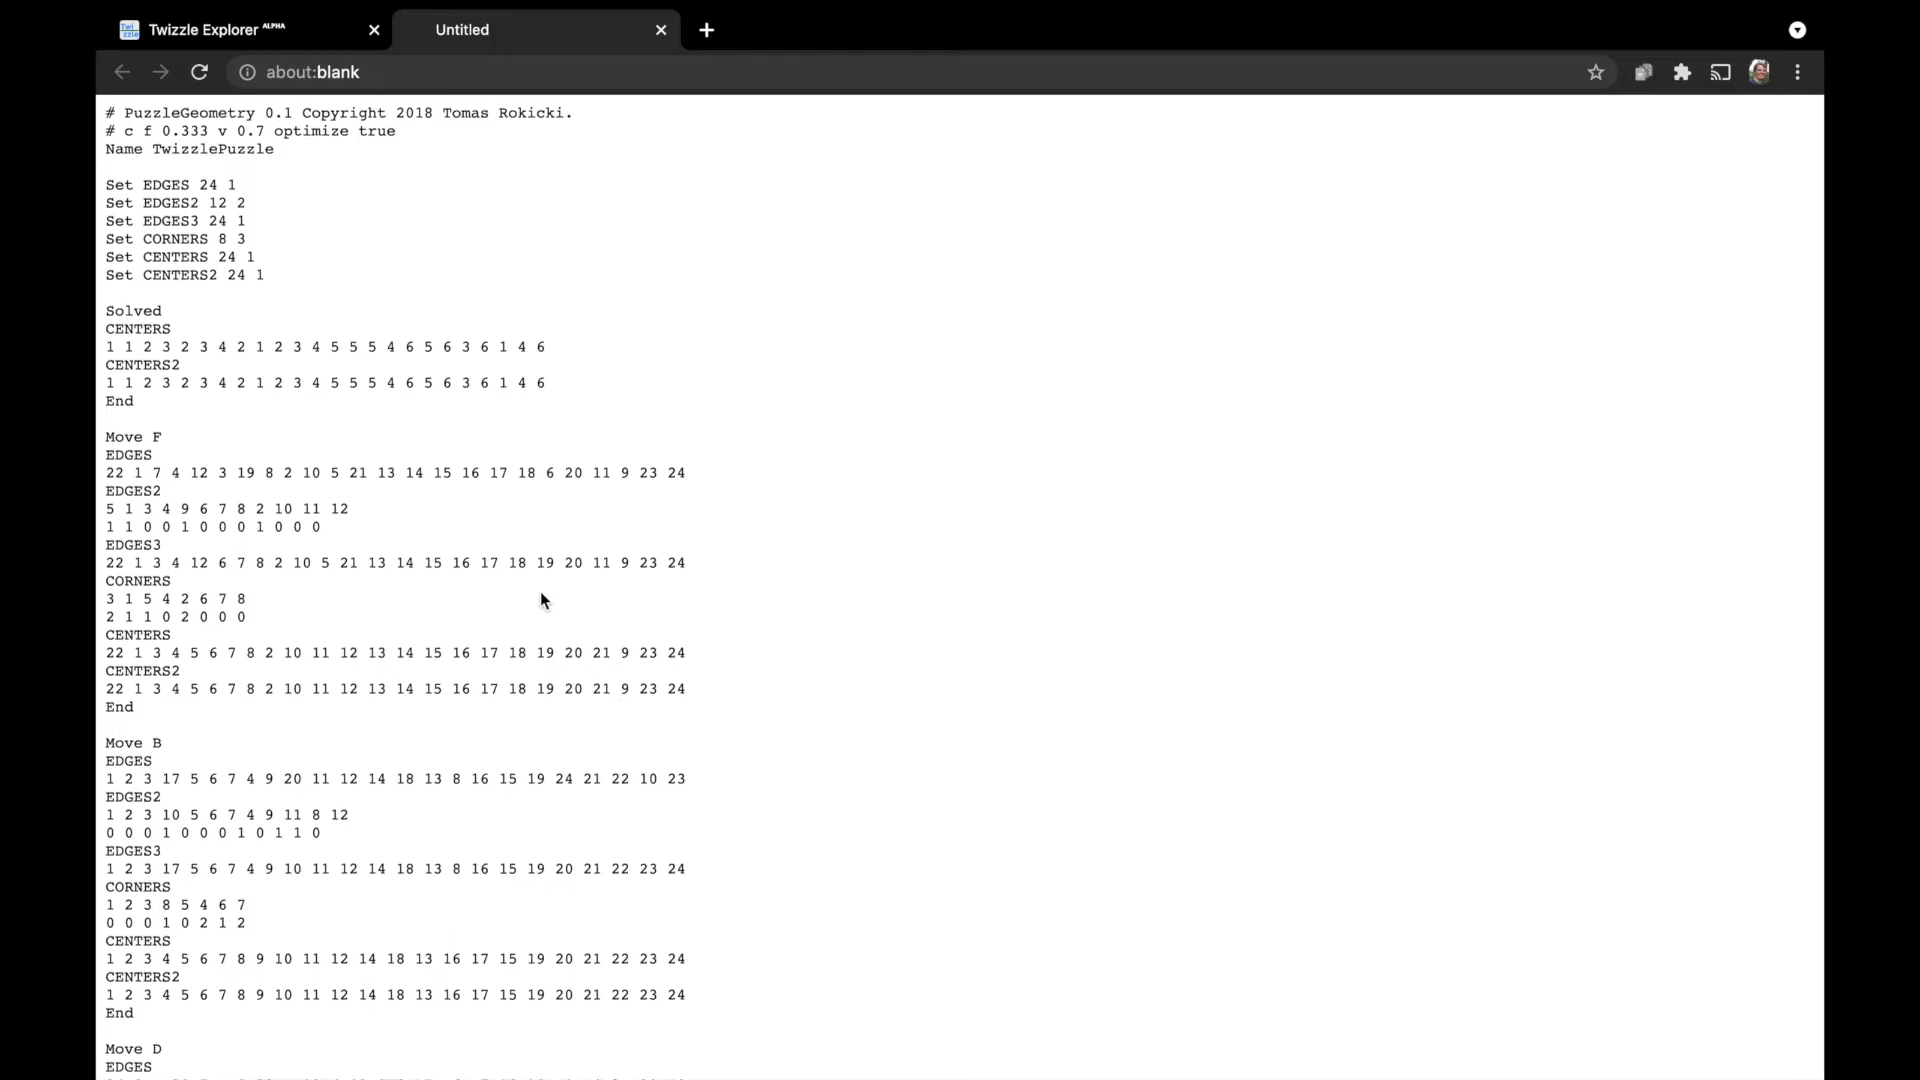 Twizzle Explorer ALPHA
Untitled
about:blank
# PuzzleGeometry 0.1 Copyright 2018 Tomas Rokicki.
# c f 0.333 v 0.7 optimize true
Name TwizzlePuzzle
Set EDGES 24 1
Set EDGES2 12 2
Set EDGES3 24 1
Set CORNERS 8 3
Set CENTERS 24 1
Set CENTERS2 24 1
Solved
CENTERS
1 1 2 3 2 3 4 2 1 2 3 4 5 5 5 4 6 5 6 3 6 1 4 6
CENTERS2
1 1 2 3 2 3 4 2 1 2 3 4 5 5 5 4 6 5 6 3 6 1 4 6
End
Move F
EDGES
22 1 7 4 12 3 19 8 2 10 5 21 13 14 15 16 17 18 6 20 11 9 23 24
EDGES2
5 1 3 4 9 6 7 8 2 10 11 12
1 1 0 0 1 0 0 0 1 0 0 0
EDGES3
22 1 3 4 12 6 7 8 2 10 5 21 13 14 15 16 17 18 19 20 11 9 23 24
CORNERS
3 1 5 4 2 6 7 8
2 1 1 0 2 0 0 0
CENTERS
22 1 3 4 5 6 7 8 2 10 11 12 13 14 15 16 17 18 19 20 21 9 23 24
CENTERS2
22 1 3 4 5 6 7 8 2 10 11 12 13 14 15 16 17 18 19 20 21 9 23 24
End
Move B
EDGES
1 2 3 17 5 6 7 4 9 20 11 12 14 18 13 8 16 15 19 24 21 22 10 23
EDGES2
1 2 3 10 5 6 7 4 9 11 8 12
0 0 0 1 0 0 0 1 0 1 1 0
EDGES3
1 2 3 17 5 6 7 4 9 10 11 12 14 18 13 8 16 15 19 20 21 22 23 24
CORNERS
1 2 3 8 5 4 6 7
0 0 0 1 0 2 1 2
CENTERS
1 2 3 4 5 6 7 8 9 10 11 12 14 18 13 16 17 15 19 20 21 22 23 24
CENTERS2
1 2 3 4 5 6 7 8 9 10 11 12 14 18 13 16 17 15 19 20 21 22 23 24
End
Move D
EDGES